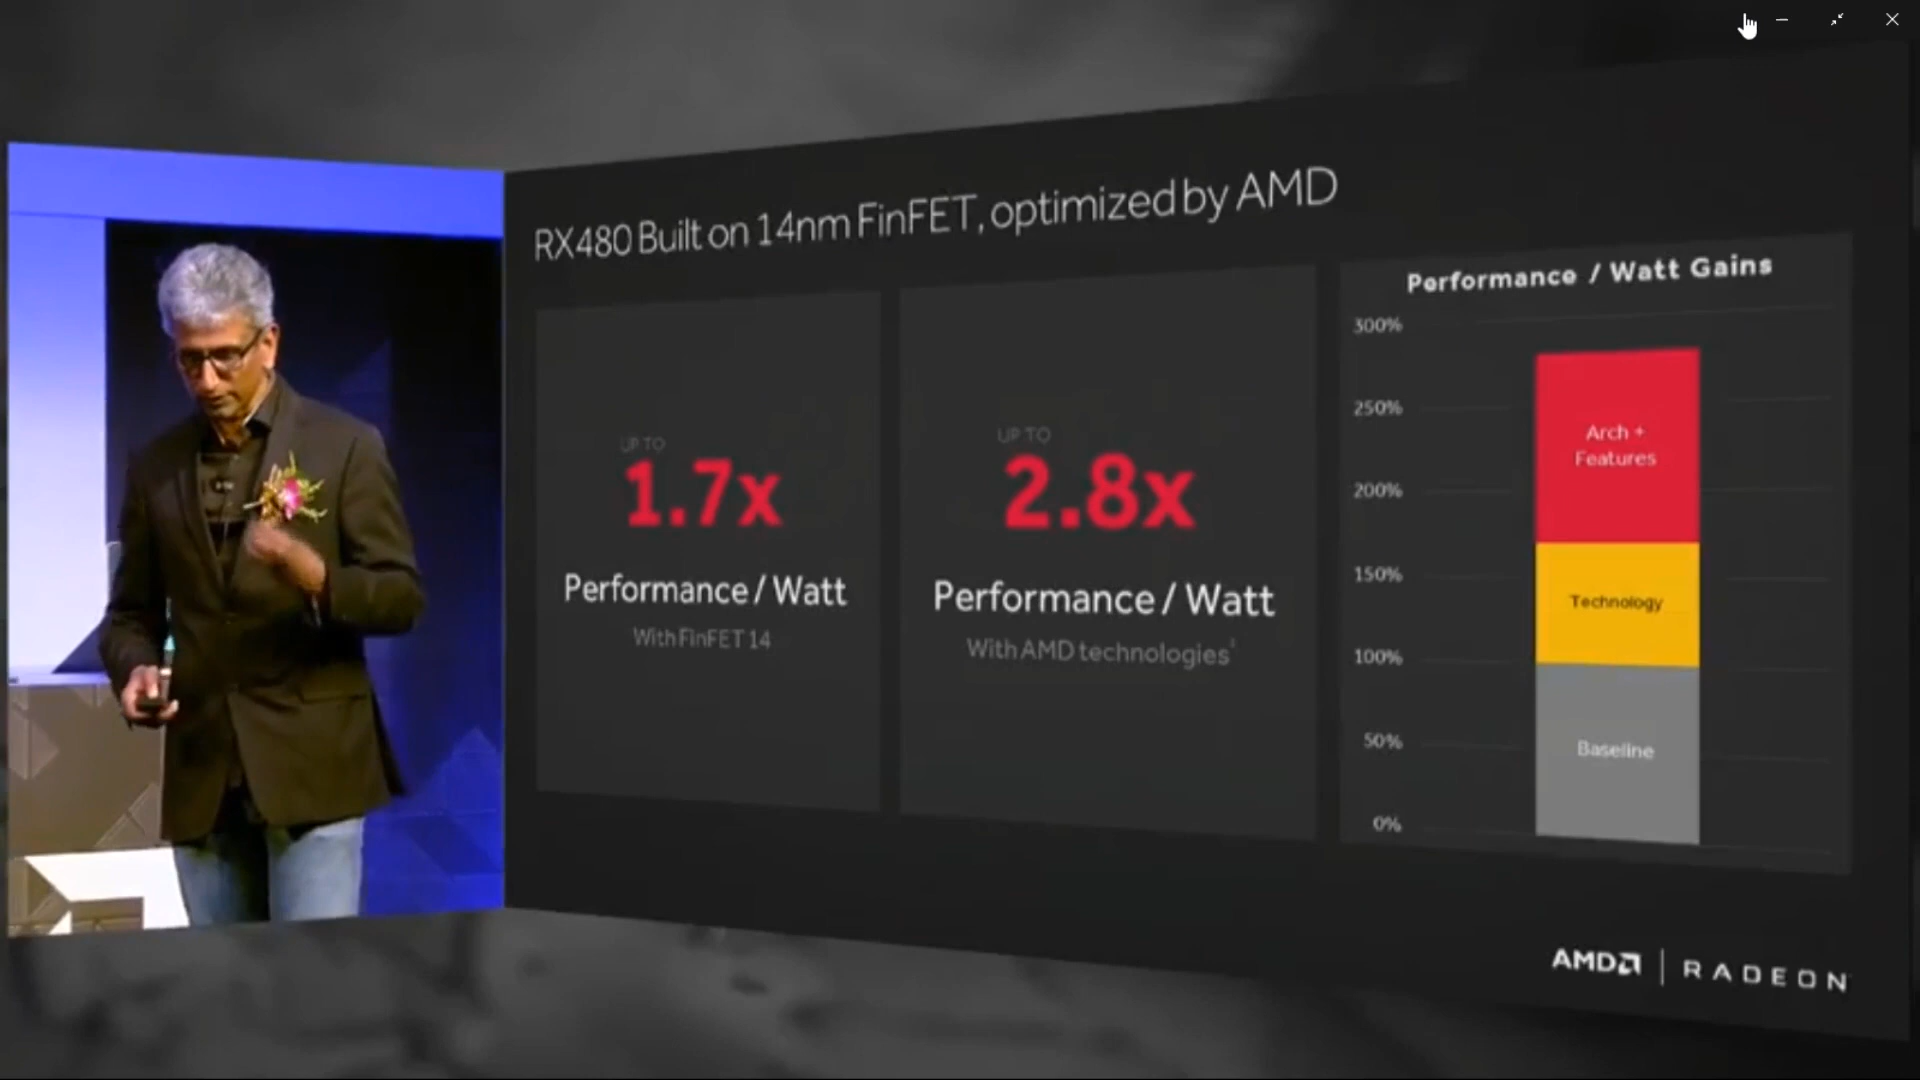 RX480 Built on 14nm FinFET, optimized by AMD
UP TO
1.7x
Performance / Watt
With FinFET 14
UP TO
2.8x
Performance / Watt
With AMD technologies
Performance / Watt Gains
300%
250%
200%
150%
100%
50%
0%
Arch +
Features
Technology
Baseline
AMD | RADEON